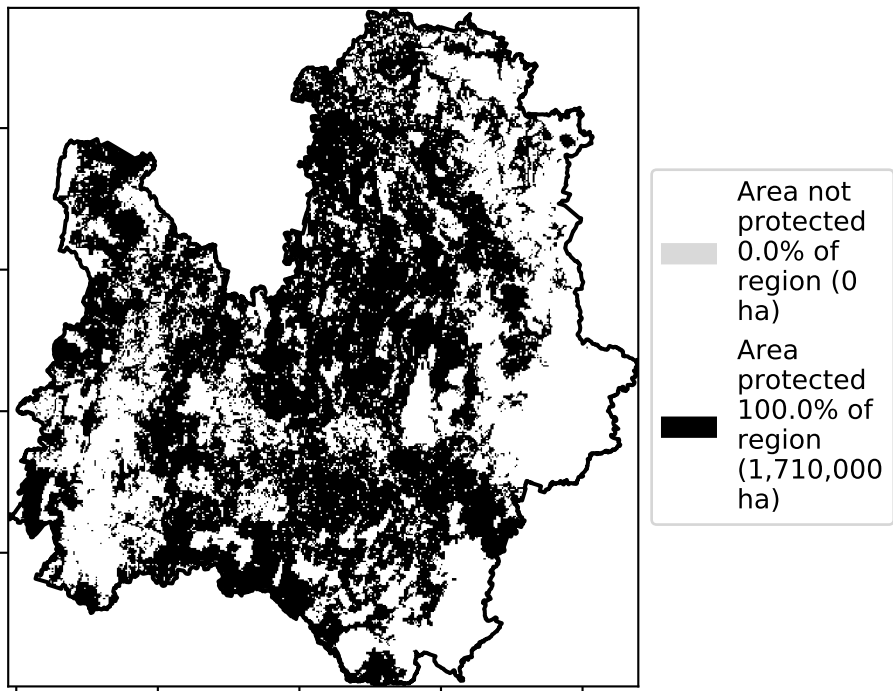 Area not
protected
0.0% of
region (0
ha)
Area
protected
100.0% of
region
(1,710,000
ha)